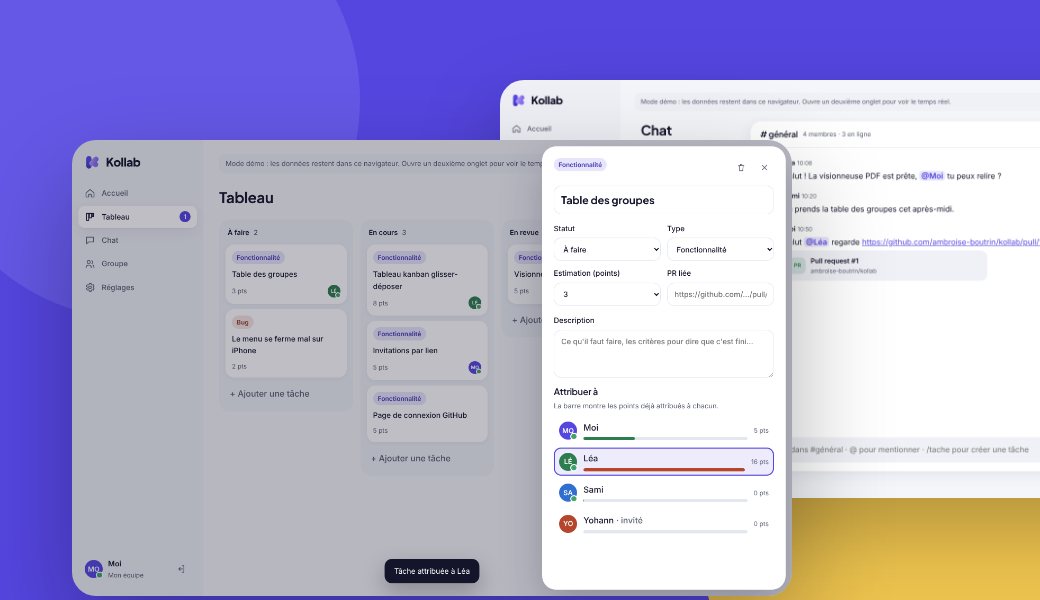 Kollab
Mode démo : les données restent dans ce navigateur. Ouvre un deuxième onglet pour voir le temps réel.
Accueil
Chat
# général 4 membres · 3 en ligne
10:08
lut ! La visionneuse PDF est prête, @Moi tu peux relire ?
10:20
prends la table des groupes cet après-midi.
10:50
lut @Léa regarde https://github.com/ambroise-boutrin/kollab/pull/
PR
Pull request #1
ambroise-boutrin/kollab
dans #général · @ pour mentionner · /tache pour créer une tâche
Kollab
Mode démo : les données restent dans ce navigateur. Ouvre un deuxième onglet pour voir le
Accueil
Tableau 1
Chat
Groupe
Réglages
MO
Moi
Mon équipe
Tableau
À faire 2
Fonctionnalité
Table des groupes
3 pts
LÉ
Bug
Le menu se ferme mal sur
iPhone
2 pts
+ Ajouter une tâche
En cours 3
Fonctionnalité
Tableau kanban glisser-
déposer
8 pts
LÉ
Fonctionnalité
Invitations par lien
5 pts
MO
Fonctionnalité
Page de connexion GitHub
5 pts
+ Ajouter une tâche
En revue
5 pts
Tâche attribuée à Léa
Fonctionnalité
Table des groupes
Statut Type
À faire Fonctionnalité
Estimation (points) PR liée
3 https://github.com/.../pull/
Description
Ce qu'il faut faire, les critères pour dire que c'est fini...
Attribuer à
La barre montre les points déjà attribués à chacun.
MO Moi 5 pts
LÉ Léa 16 pts
SA Sami 0 pts
YO Yohann · invité 0 pts